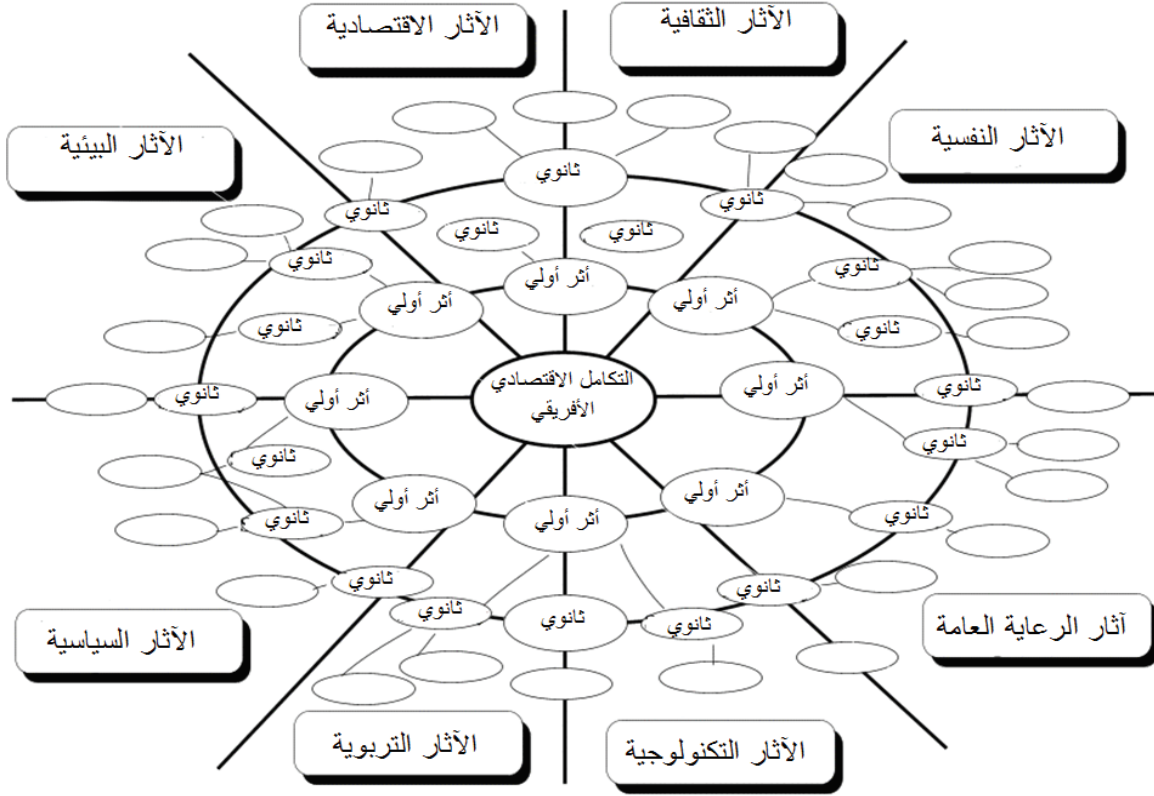 الآثار الثقافية
الآثار الاقتصادية
الآثار النفسية
الآثار البيئية
ثانوي
ثانوي
ثانوي
ثانوي
ثانوي
ثانوي
ثانوي
أثر أولي
أثر أولي
أثر أولي
ثانوي
ثانوي
التكامل الاقتصادي
الأفريقي
ثانوي
أثر أولي
أثر أولي
ثانوي
ثانوي
ثانوي
أثر أولي
أثر أولي
أثر أولي
ثانوي
ثانوي
ثانوي
ثانوي
ثانوي
ثانوي
ثانوي
آثار الرعاية العامة
الآثار السياسية
الآثار التكنولوجية
الآثار التربوية